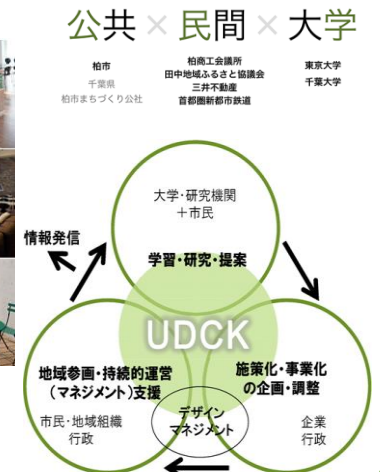 公共×民間×大学
柏市
千葉県
柏市まちづくり公社
柏商工会議所
田中地域ふるさと協議会
三井不動産
首都圏新都市鉄道
東京大学
千葉大学
大学・研究機関
＋市民
情報発信
学習・研究・提案
UDCK
地域参画・持続的運営
（マネジメント）支援
市民・地域組織
行政
施策化・事業化
の企画・調整
企業
行政
デザイン
マネジメント